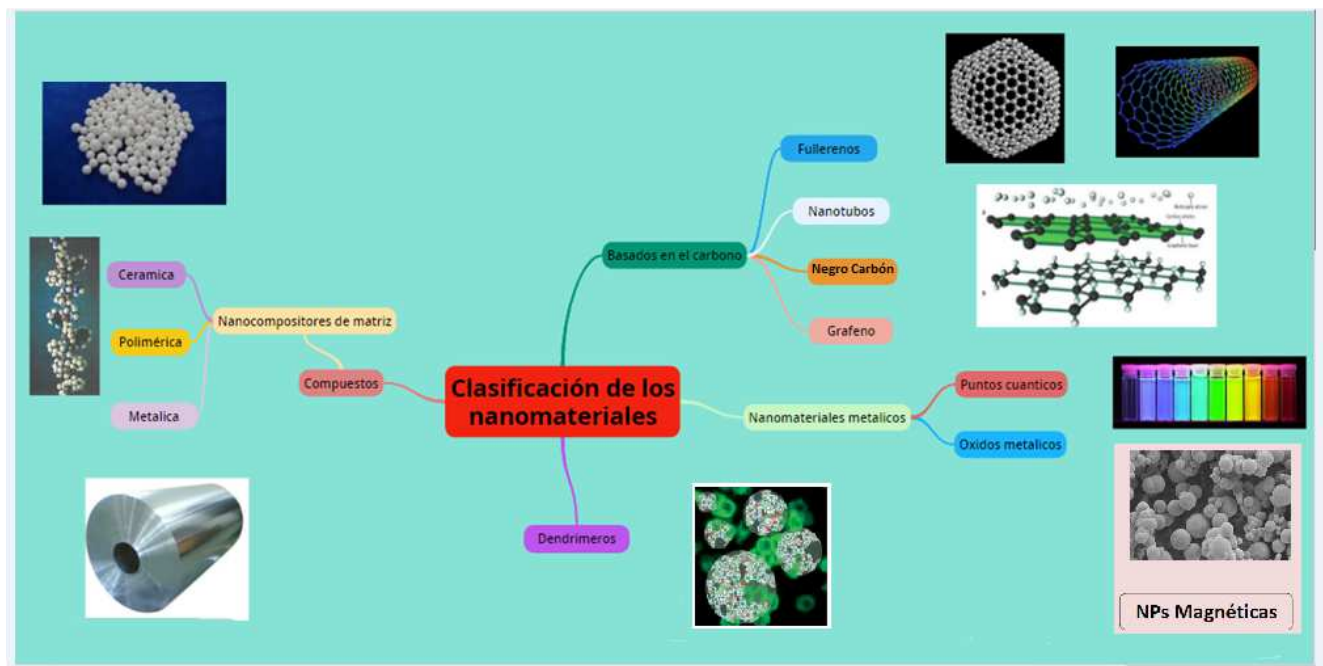 Fullerenos
Nanotubos
Basados en el carbono
Negro Carbón
Grafeno
Ceramica
Nanocompositores de matriz
Polimérica
Compuestos
Metalica
Clasificación de los
nanomateriales
Puntos cuanticos
Nanomateriales metalicos
Oxidos metalicos
Dendrimeros
NPs Magnéticas